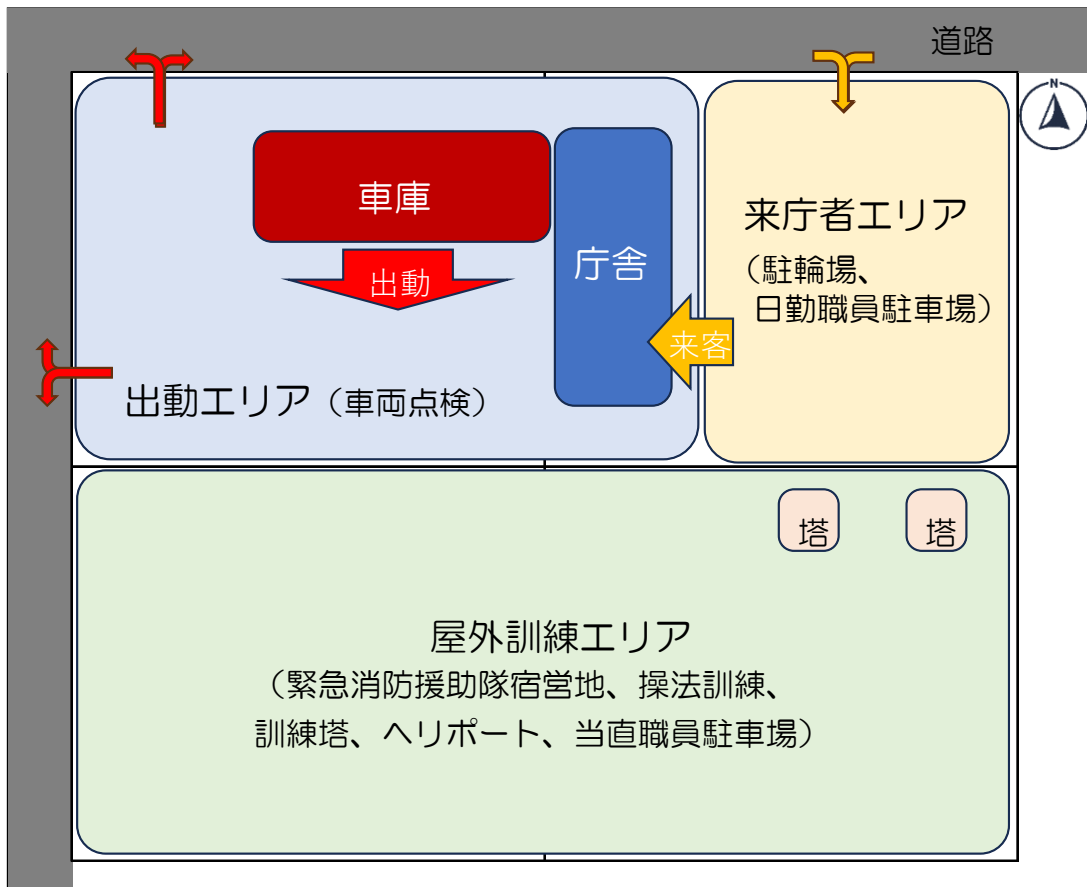 道路
N
車庫
来庁者エリア
（駐輪場、
日勤職員駐車場）
庁舎
出動
来客
出動エリア（車両点検）
塔
塔
屋外訓練エリア
（緊急消防援助隊宿営地、操法訓練、
訓練塔、ヘリポート、当直職員駐車場）